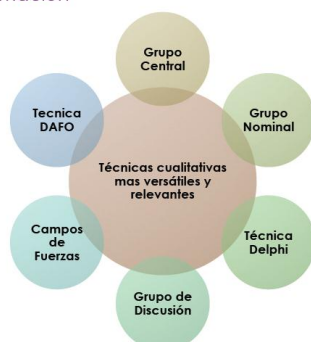 Grupo
Central
Tecnica
DAFO
Grupo
Nominal
Técnicas cualitativas
mas versátiles y
relevantes
Campos
de
Fuerzas
Técnica
Delphi
Grupo de
Discusión